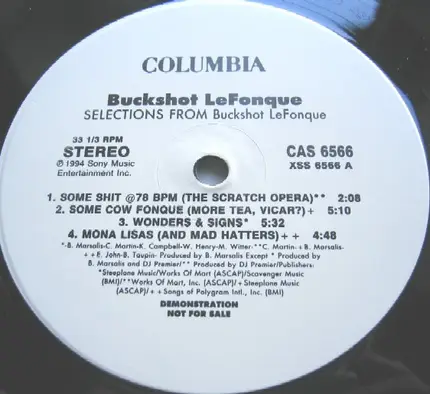 COLUMBIA
Buckshot LeFonque
SELECTIONS FROM Buckshot LeFonque
33 1/3 RPM
STEREO
℗ 1994 Sony Music
Entertainment Inc.
CAS 6566
XSS 6566 A
1. SOME SHIT @78 BPM (THE SCRATCH OPERA)** 2:08
2. SOME COW FONQUE (MORE TEA, VICAR?)+ 5:10
3. WONDERS & SIGNS* 5:32
4. MONA LISAS (AND MAD HATTERS)++ 4:48
*-B. Marsalis-C. Martin-K. Campbell-W. Henry-M. Witter-**C. Martin-+B. Marsalis-
++E. John-B. Taupin- Produced by B. Marsalis Except * Produced by
B. Marsalis and DJ Premier/** Produced by DJ Premier/Publishers:
*Steeplone Music/Works Of Mart (ASCAP)/Scavenger Music
(BMI)/**Works Of Mart, Inc. (ASCAP)/+Steeplone Music
(ASCAP)/++Songs of Polygram Intl., Inc. (BMI)
DEMONSTRATION
NOT FOR SALE